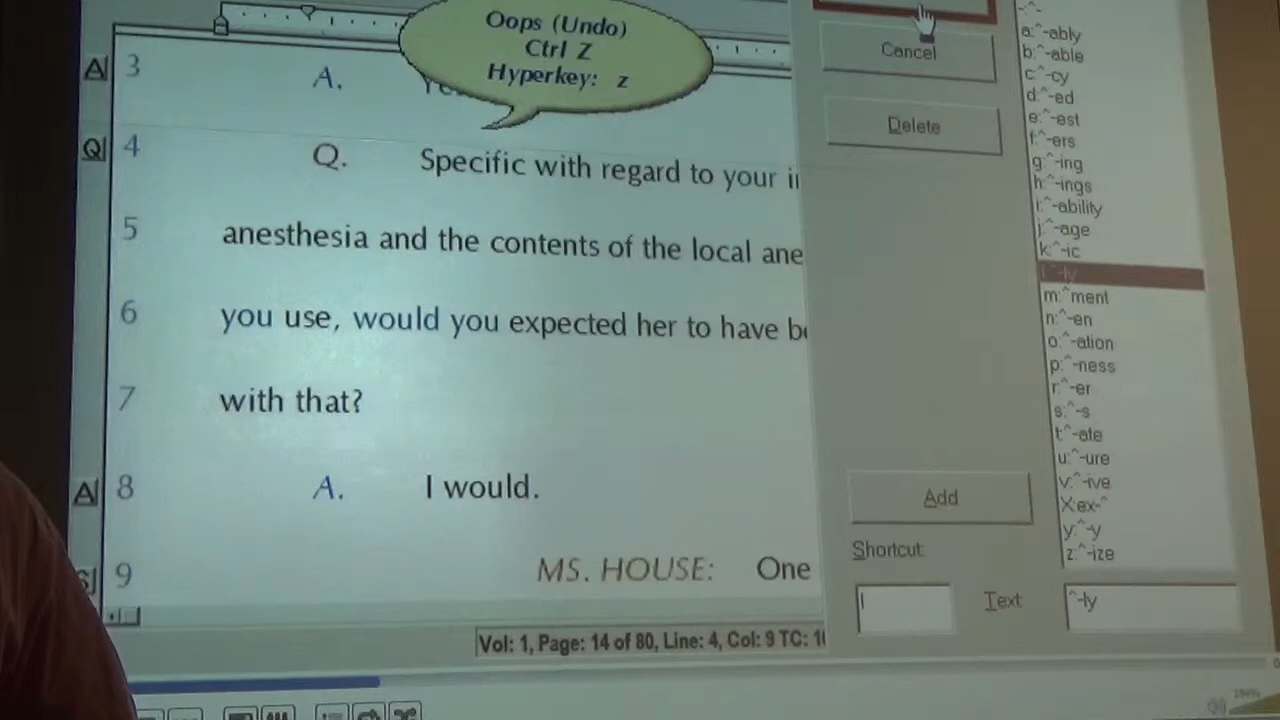 Oops (Undo)
Ctrl Z
Hyperkey: z
A 3 A.
Q 4 Q. Specific with regard to your
5 anesthesia and the contents of the local ane
6 you use, would you expected her to have
7 with that?
A 8 A. I would.
9 MS. HOUSE: One
Vol: 1, Page: 14 of 80, Line: 4, Col: 9 TC:
Cancel
Delete
Add
Shortcut:
l
Text
^-ly
-^-
a:^-ably
b:^-able
c:^-cy
d:^-ed
e:^-est
f:^-ers
g:^-ing
h:^-ings
i:^-ability
j:^-age
k:^-ic
l:^-ly
m:^ment
n:^-en
o:^-ation
p:^-ness
r:^-er
s:^-s
t:^-ate
u:^-ure
v:^-ive
X:ex-^
y:^-y
z:^-ize